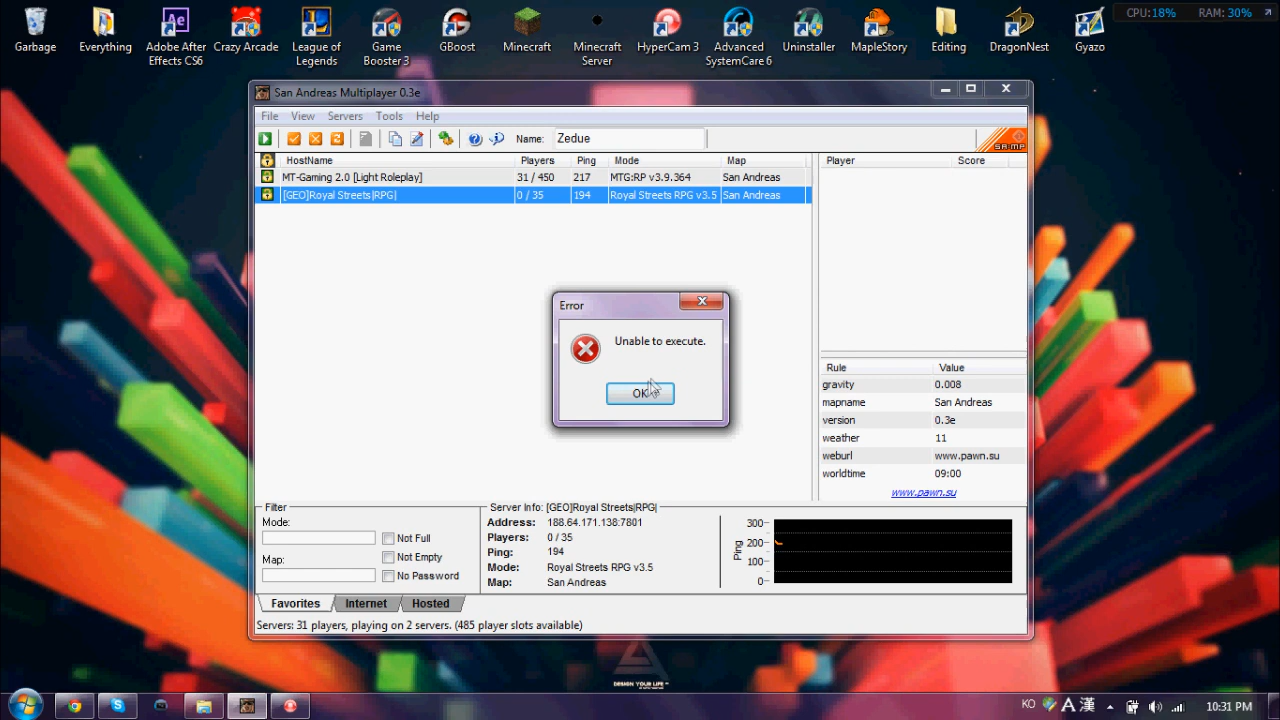 CPU:18% RAM: 30%
Garbage
Everything
Adobe After
Effects CS6
Crazy Arcade
League of
Legends
Game
Booster 3
GBoost
Minecraft
Minecraft
Server
HyperCam 3
Advanced
SystemCare 6
Uninstaller
MapleStory
Editing
DragonNest
Gyazo
San Andreas Multiplayer 0.3e
File View Servers Tools Help
Name: Zedue
SA:MP
HostName Players Ping Mode Map
MT-Gaming 2.0 [Light Roleplay] 31 / 450 217 MTG:RP v3.9.364 San Andreas
[GEO]Royal Streets|RPG| 0 / 35 194 Royal Streets RPG v3.5 San Andreas
Player Score
Error
Unable to execute.
OK
Rule Value
gravity 0.008
mapname San Andreas
version 0.3e
weather 11
weburl www.pawn.su
worldtime 09:00
www.pawn.su
Filter
Mode:
Map:
Not Full
Not Empty
No Password
Server Info: [GEO]Royal Streets|RPG|
Address: 188.64.171.138:7801
Players: 0 / 35
Ping: 194
Mode: Royal Streets RPG v3.5
Map: San Andreas
Ping
300
200
100
0
Favorites Internet Hosted
Servers: 31 players, playing on 2 servers. (485 player slots available)
DESIGN YOUR LIFE
KO A 漢 10:31 PM